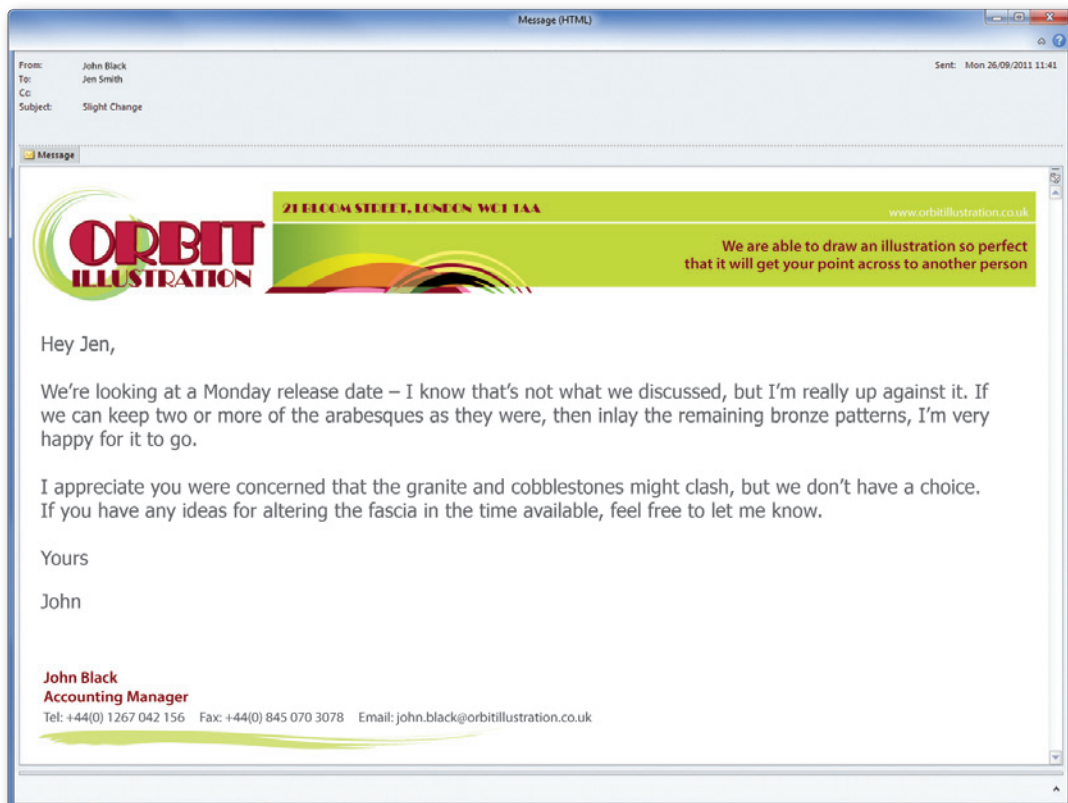 Message (HTML)
From: John Black
Sent: Mon 26/09/2011 11:41
To: Jen Smith
Cc:
Subject: Slight Change
Message
ORBIT
ILLUSTRATION
21 BLOOM STREET, LONDON WC1 1AA
www.orbitillustration.co.uk
We are able to draw an illustration so perfect
that it will get your point across to another person
Hey Jen,
We’re looking at a Monday release date – I know that’s not what we discussed, but I’m really up against it. If
we can keep two or more of the arabesques as they were, then inlay the remaining bronze patterns, I’m very
happy for it to go.
I appreciate you were concerned that the granite and cobblestones might clash, but we don’t have a choice.
If you have any ideas for altering the fascia in the time available, feel free to let me know.
Yours
John
John Black
Accounting Manager
Tel: +44(0) 1267 042 156 Fax: +44(0) 845 070 3078 Email: john.black@orbitillustration.co.uk